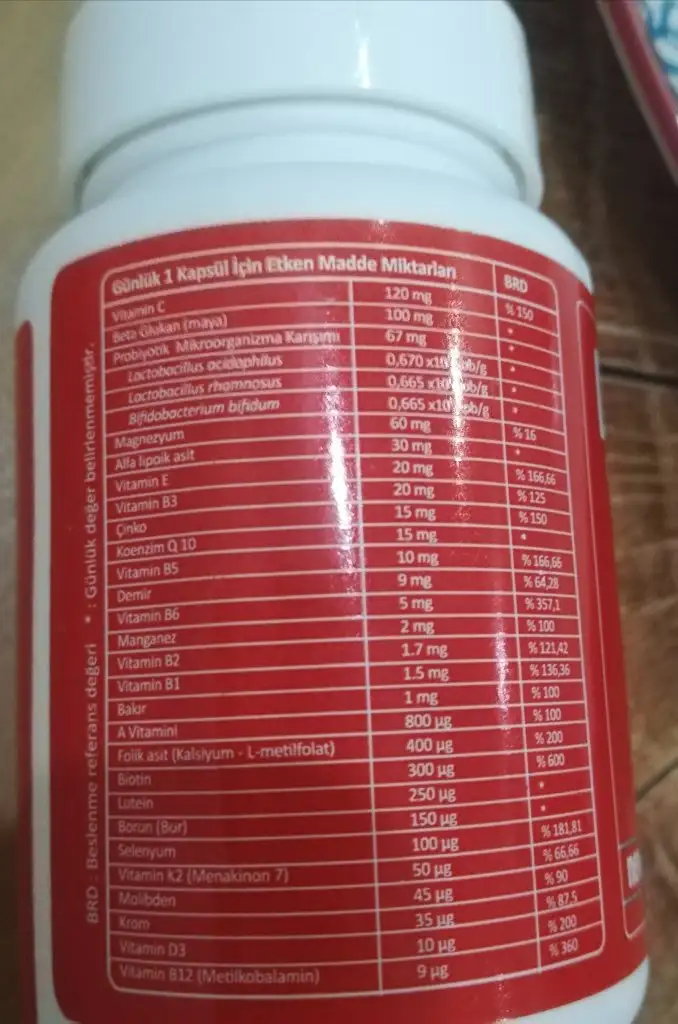 Günlük 1 Kapsül İçin Etken Madde Miktarları BRD
Vitamin C 120 mg % 150
Beta Glukan (maya) 100 mg *
Probiyotik Mikroorganizma Karışımı 67 mg *
Lactobacillus acidophilus 0,670 *
Lactobacillus rhamnosus 0,665 *
Bifidobacterium bifidum 0,665 *
Magnezyum 60 mg % 16
Alfa lipoik asit 30 mg *
Vitamin E 20 mg % 166,66
Vitamin B3 20 mg % 125
Çinko 15 mg % 150
Koenzim Q 10 15 mg *
Vitamin B5 10 mg % 166,66
Demir 9 mg % 64,28
Vitamin B6 5 mg % 357,1
Manganez 2 mg % 100
Vitamin B2 1.7 mg % 121,42
Vitamin B1 1.5 mg % 136,36
Bakır 1 mg % 100
A Vitamini 800 µg % 100
Folik asit (Kalsiyum - L-metilfolat) 400 µg % 200
Biotin 300 µg % 600
Lutein 250 µg *
Borun (Bor) 150 µg *
Selenyum 100 µg % 181,81
Vitamin k2 (Menakinon 7) 50 µg % 66,66
Molibden 45 µg % 90
Krom 35 µg % 87,5
Vitamin D3 10 µg % 200
Vitamin B12 (Metilkobalamin) 9 µg % 360
BRD : Beslenme referans değeri * : Günlük değer belirlenmemiştir.